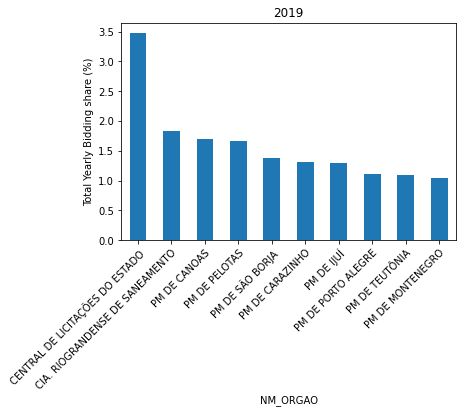 2019
Total Yearly Bidding share (%)
3.5
3.0
2.5
2.0
1.5
1.0
0.5
0.0
CENTRAL DE LICITAÇÕES DO ESTADO
CIA. RIOGRANDENSE DE SANEAMENTO
PM DE CANOAS
PM DE PELOTAS
PM DE SÃO BORJA
PM DE CARAZINHO
PM DE IJUÍ
PM DE PORTO ALEGRE
PM DE TEUTÔNIA
PM DE MONTENEGRO
NM_ORGAO